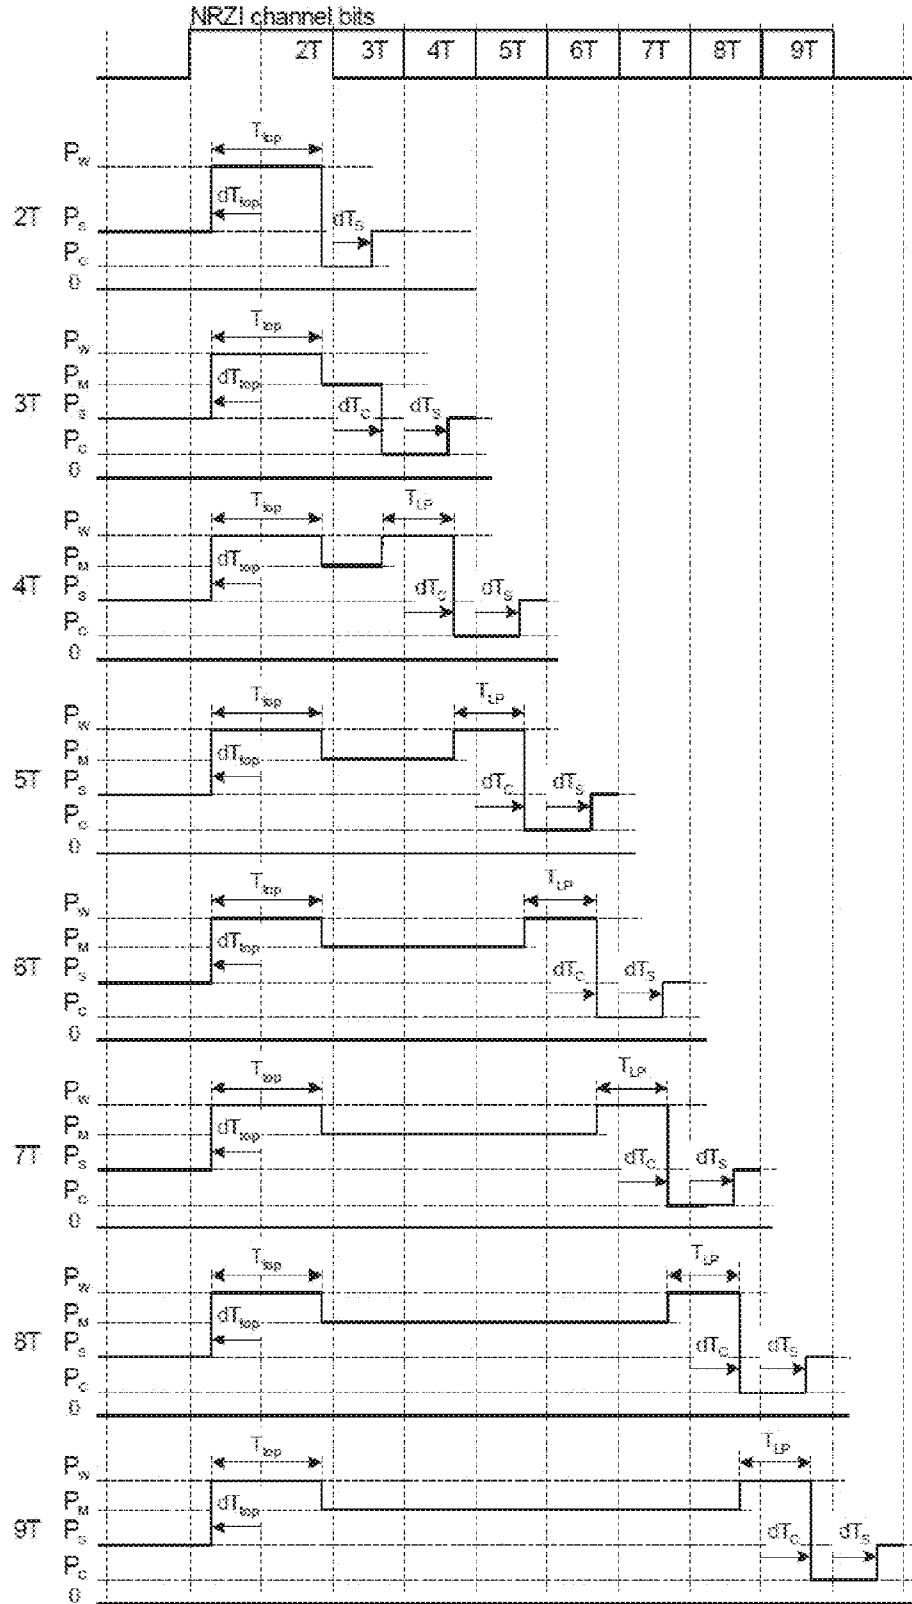 NRZI channel bits
2T 3T 4T 5T 6T 7T 8T 9T
Ttop
Pw
dTtop
2T Ps dTs
Pc
0
Ttop
Pw
PM dTtop
3T Ps dTc dTs
Pc
0
Ttop TLP
Pw
PM dTtop
4T Ps dTc dTs
Pc
0
Ttop TLP
Pw
PM dTtop
5T Ps dTc dTs
Pc
0
Ttop TLP
Pw
PM dTtop
6T Ps dTc dTs
Pc
0
Ttop TLP
Pw
PM dTtop
7T Ps dTc dTs
Pc
0
Ttop TLP
Pw
PM dTtop
8T Ps dTc dTs
Pc
0
Ttop TLP
Pw
PM dTtop
9T Ps dTc dTs
Pc
0